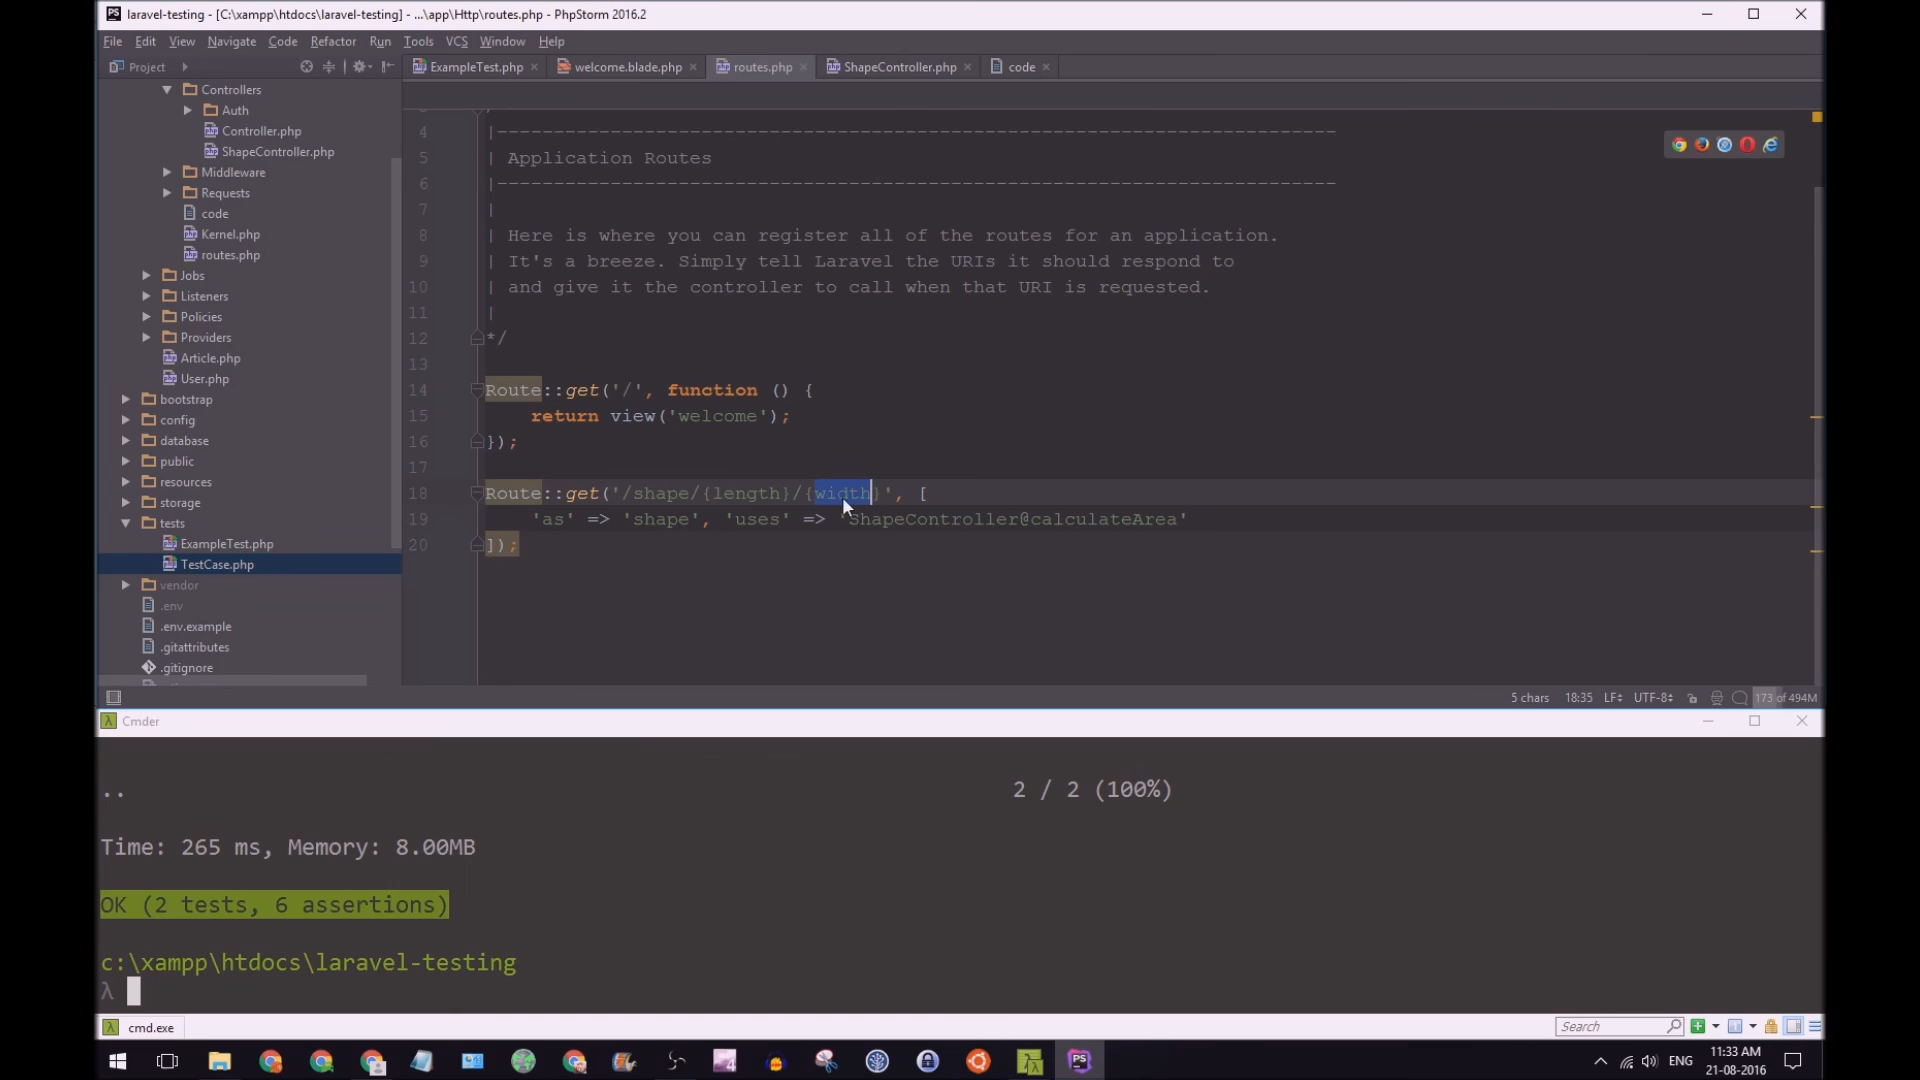 laravel-testing - [C:\xampp\htdocs\laravel-testing] - ...\app\Http\routes.php - PhpStorm 2016.2
File Edit View Navigate Code Refactor Run Tools VCS Window Help
Project
ExampleTest.php welcome.blade.php routes.php ShapeController.php code
Controllers
Auth
Controller.php
ShapeController.php
Middleware
Requests
code
Kernel.php
routes.php
Jobs
Listeners
Policies
Providers
Article.php
User.php
bootstrap
config
database
public
resources
storage
tests
ExampleTest.php
TestCase.php
vendor
.env
.env.example
.gitattributes
.gitignore
4 |--------------------------------------------------------------------------
5 | Application Routes
6 |--------------------------------------------------------------------------
7 |
8 | Here is where you can register all of the routes for an application.
9 | It's a breeze. Simply tell Laravel the URIs it should respond to
10 | and give it the controller to call when that URI is requested.
11 |
12 */
13
14 Route::get('/', function () {
15 return view('welcome');
16 });
17
18 Route::get('/shape/{length}/{width}', [
19 'as' => 'shape', 'uses' => 'ShapeController@calculateArea'
20 ]);
5 chars 18:35 LF UTF-8 173 of 494M
Cmder
.. 2 / 2 (100%)
Time: 265 ms, Memory: 8.00MB
OK (2 tests, 6 assertions)
c:\xampp\htdocs\laravel-testing
λ
cmd.exe
Search
ENG
11:33 AM
21-08-2016